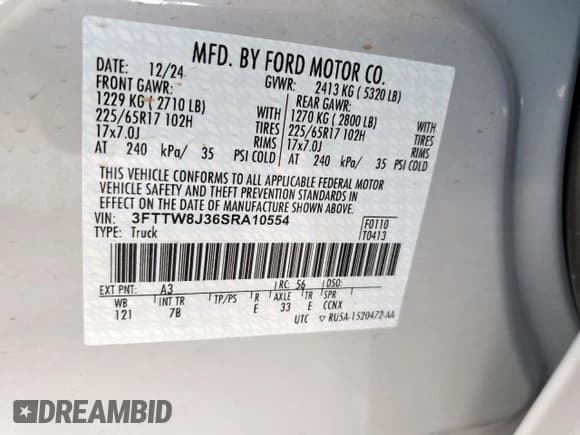 MFD. BY FORD MOTOR CO.
DATE: 12/24 GVWR: 2413 KG ( 5320 LB)
FRONT GAWR: REAR GAWR:
1229 KG ( 2710 LB) WITH 1270 KG ( 2800 LB) WITH
225/65R17 102H TIRES 225/65R17 102H TIRES
17x7.0J RIMS 17x7.0J RIMS
AT 240 kPa/ 35 PSI COLD AT 240 kPa/ 35 PSI COLD
THIS VEHICLE CONFORMS TO ALL APPLICABLE FEDERAL MOTOR
VEHICLE SAFETY AND THEFT PREVENTION STANDARDS IN
EFFECT ON THE DATE OF MANUFACTURE SHOWN ABOVE.
VIN: 3FTTW8J36SRA10554 F0110
TYPE: Truck T0413
EXT PNT: A3 RC: 56 DSO:
WB INT TR TP/PS R AXLE TR SPR
121 7B E 33 E CCNX
UTC ▽ RU5A-1520472-AA
DREAMBID